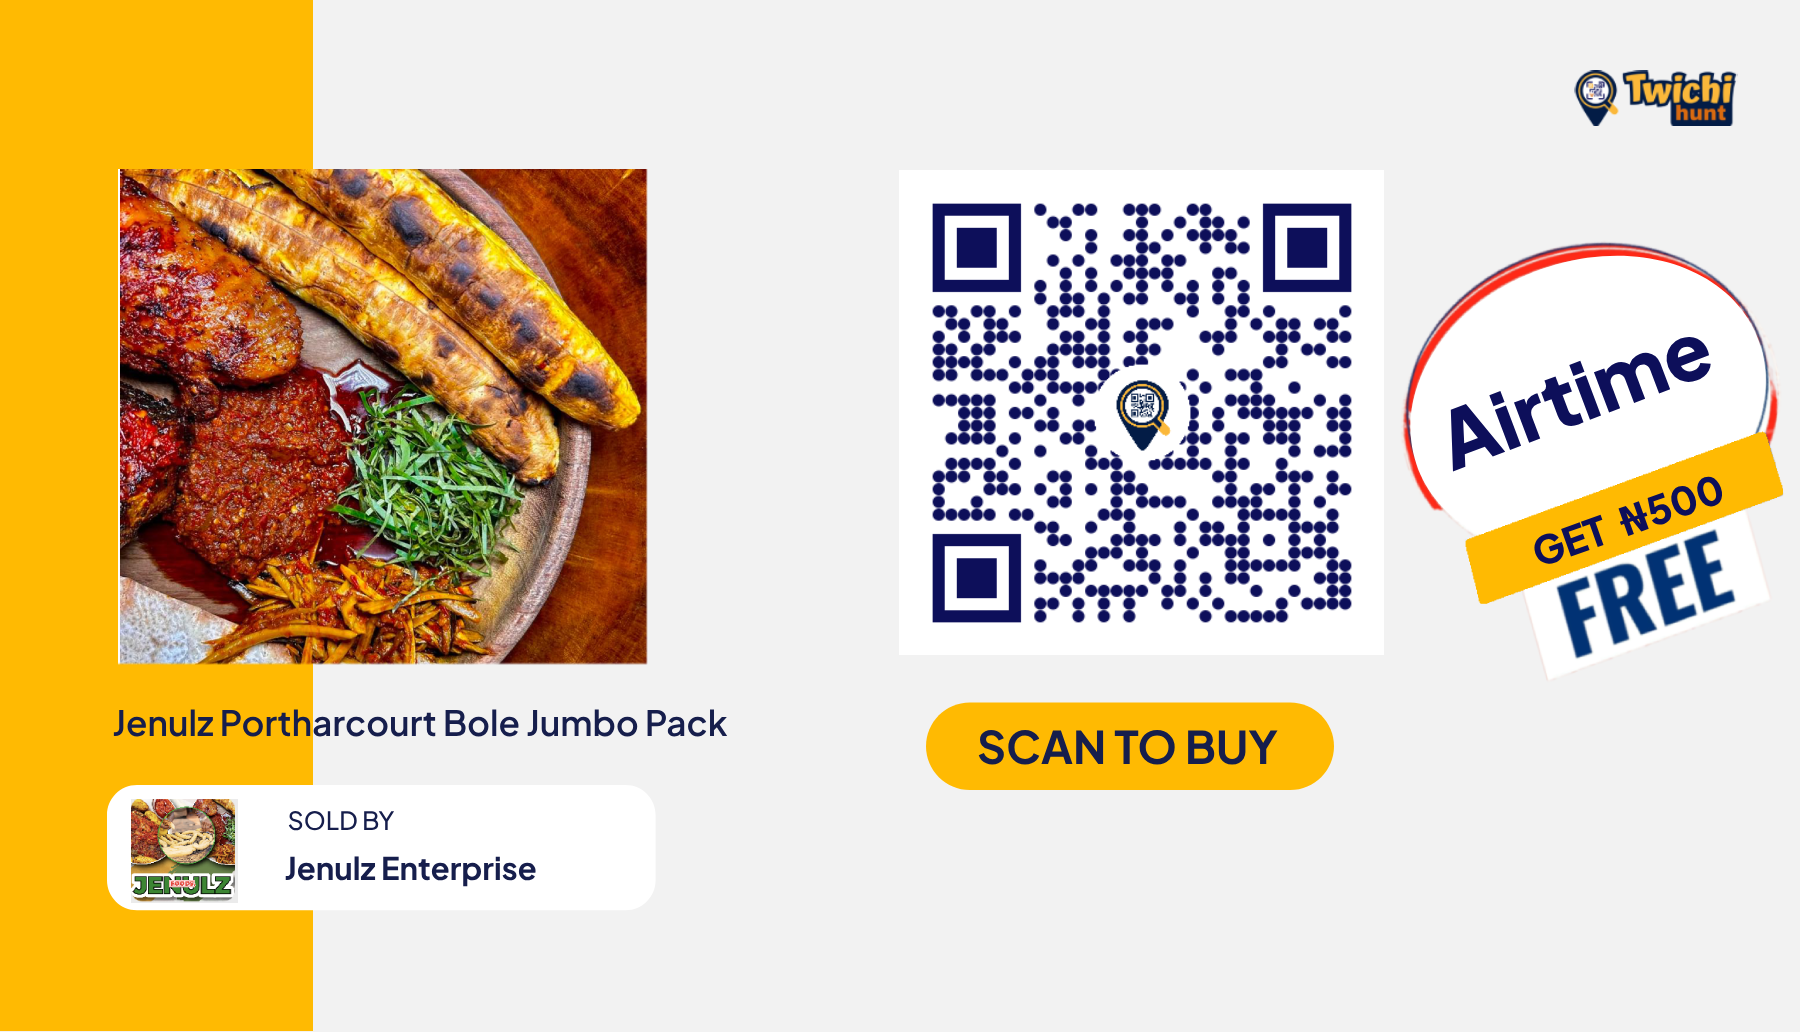 Twichi
hunt
Airtime
GET ₦500
FREE
Jenulz Portharcourt Bole Jumbo Pack
SCAN TO BUY
SOLD BY
Jenulz Enterprise
JENULZ
FOODS